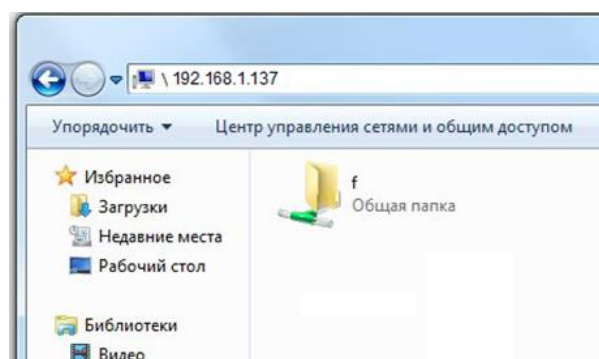 \ 192.168.1.137
Упорядочить
Центр управления сетями и общим доступом
Избранное
Загрузки
Недавние места
Рабочий стол
Библиотеки
Видео
f
Общая папка